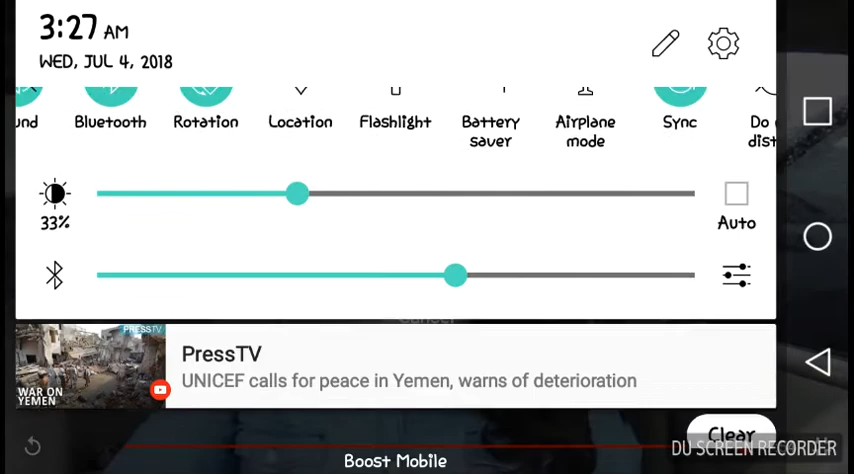 3:27 AM
WED, JUL 4, 2018
und Bluetooth Rotation Location Flashlight Battery saver Airplane mode Sync Do dist
33%
Auto
PRESSTV
WAR ON
YEMEN
PressTV
UNICEF calls for peace in Yemen, warns of deterioration
Clear
DU SCREEN RECORDER
Boost Mobile